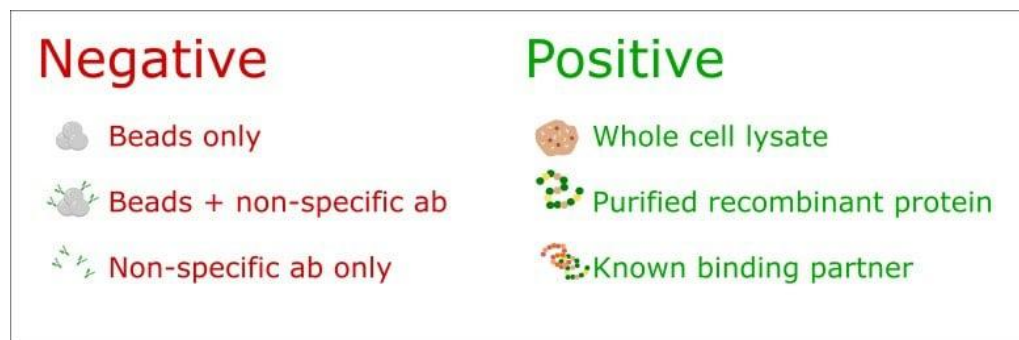 Negative
Beads only
Beads + non-specific ab
Non-specific ab only
Positive
Whole cell lysate
Purified recombinant protein
Known binding partner